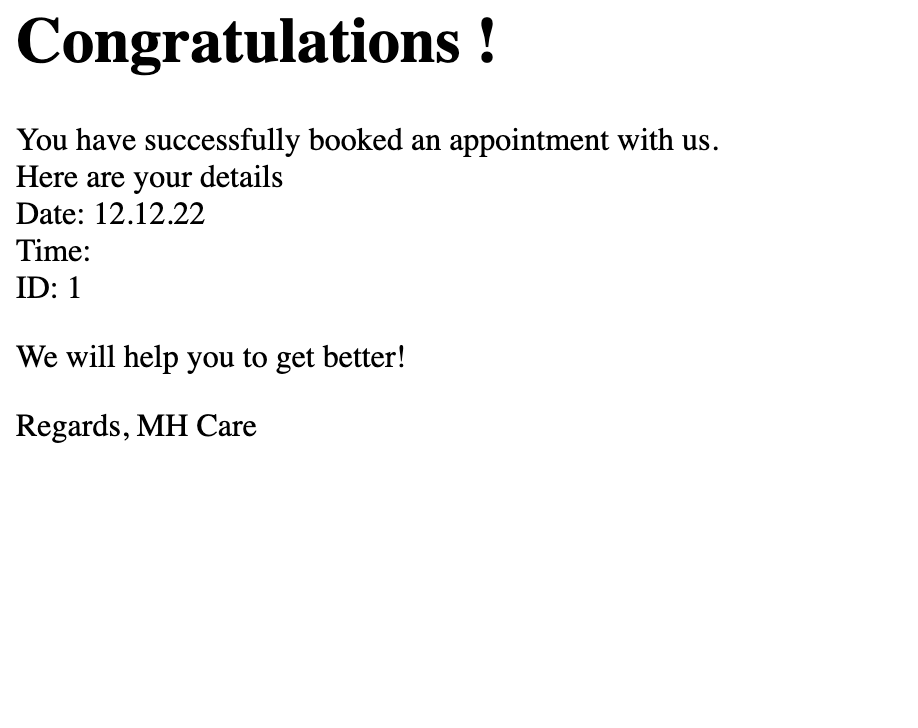 Congratulations !
You have successfully booked an appointment with us.
Here are your details
Date: 12.12.22
Time:
ID: 1
We will help you to get better!
Regards, MH Care